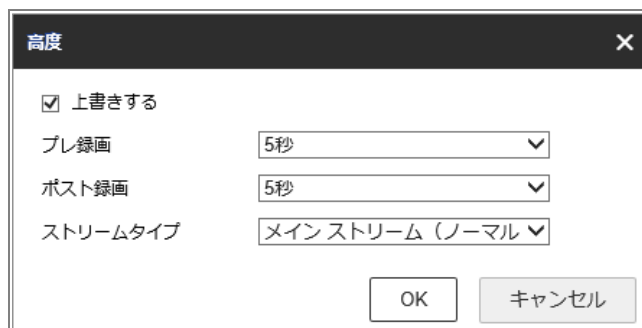 高度
上書きする
プレ録画 5秒
ポスト録画 5秒
ストリームタイプ メイン ストリーム（ノーマル
OK キャンセル